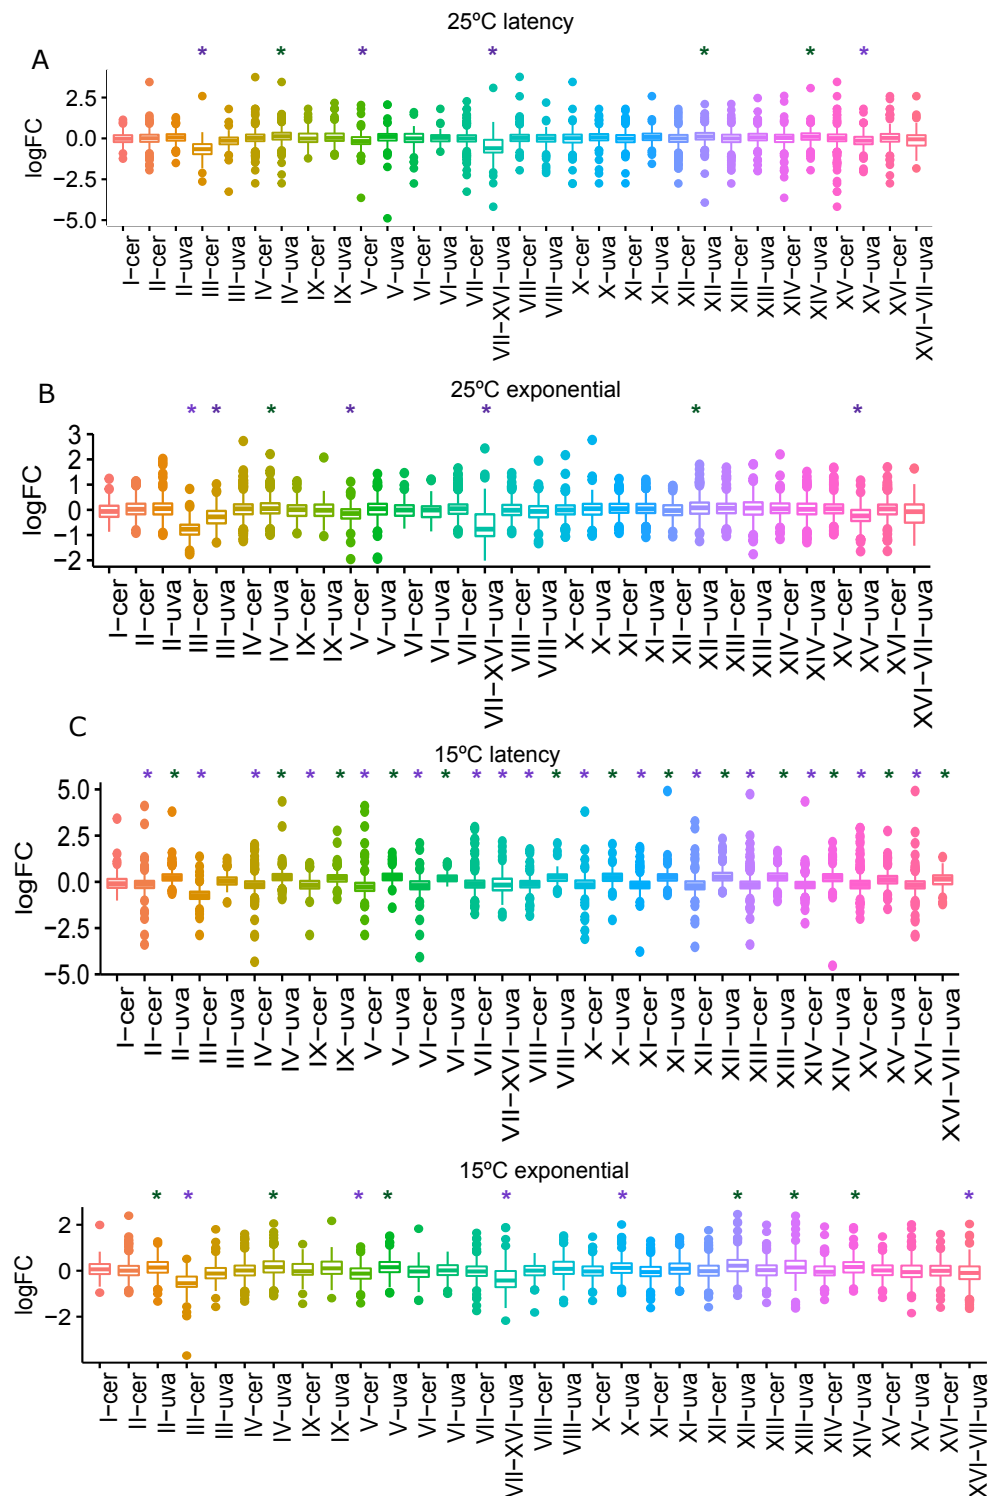 25ºC latency
A
logFC
2.5
0.0
−2.5
−5.0
I−cer
II−cer
II−uva
III−cer
III−uva
IV−cer
IV−uva
IX−cer
IX−uva
V−cer
V−uva
VI−cer
VI−uva
VII−cer
VII−XVI−uva
VIII−cer
VIII−uva
X−cer
X−uva
XI−cer
XI−uva
XII−cer
XII−uva
XIII−cer
XIII−uva
XIV−cer
XIV−uva
XV−cer
XV−uva
XVI−cer
XVI−VII−uva
B
25ºC exponential
logFC
3
2
1
0
−1
−2
I−cer
II−cer
II−uva
III−cer
III−uva
IV−cer
IV−uva
IX−cer
IX−uva
V−cer
V−uva
VI−cer
VI−uva
VII−cer
VII−XVI−uva
VIII−cer
VIII−uva
X−cer
X−uva
XI−cer
XI−uva
XII−cer
XII−uva
XIII−cer
XIII−uva
XIV−cer
XIV−uva
XV−cer
XV−uva
XVI−cer
XVI−VII−uva
C
15ºC latency
logFC
5.0
2.5
0.0
−2.5
−5.0
I−cer
II−cer
II−uva
III−cer
III−uva
IV−cer
IV−uva
IX−cer
IX−uva
V−cer
V−uva
VI−cer
VI−uva
VII−cer
VII−XVI−uva
VIII−cer
VIII−uva
X−cer
X−uva
XI−cer
XI−uva
XII−cer
XII−uva
XIII−cer
XIII−uva
XIV−cer
XIV−uva
XV−cer
XV−uva
XVI−cer
XVI−VII−uva
15ºC exponential
logFC
2
0
−2
I−cer
II−cer
II−uva
III−cer
III−uva
IV−cer
IV−uva
IX−cer
IX−uva
V−cer
V−uva
VI−cer
VI−uva
VII−cer
VII−XVI−uva
VIII−cer
VIII−uva
X−cer
X−uva
XI−cer
XI−uva
XII−cer
XII−uva
XIII−cer
XIII−uva
XIV−cer
XIV−uva
XV−cer
XV−uva
XVI−cer
XVI−VII−uva